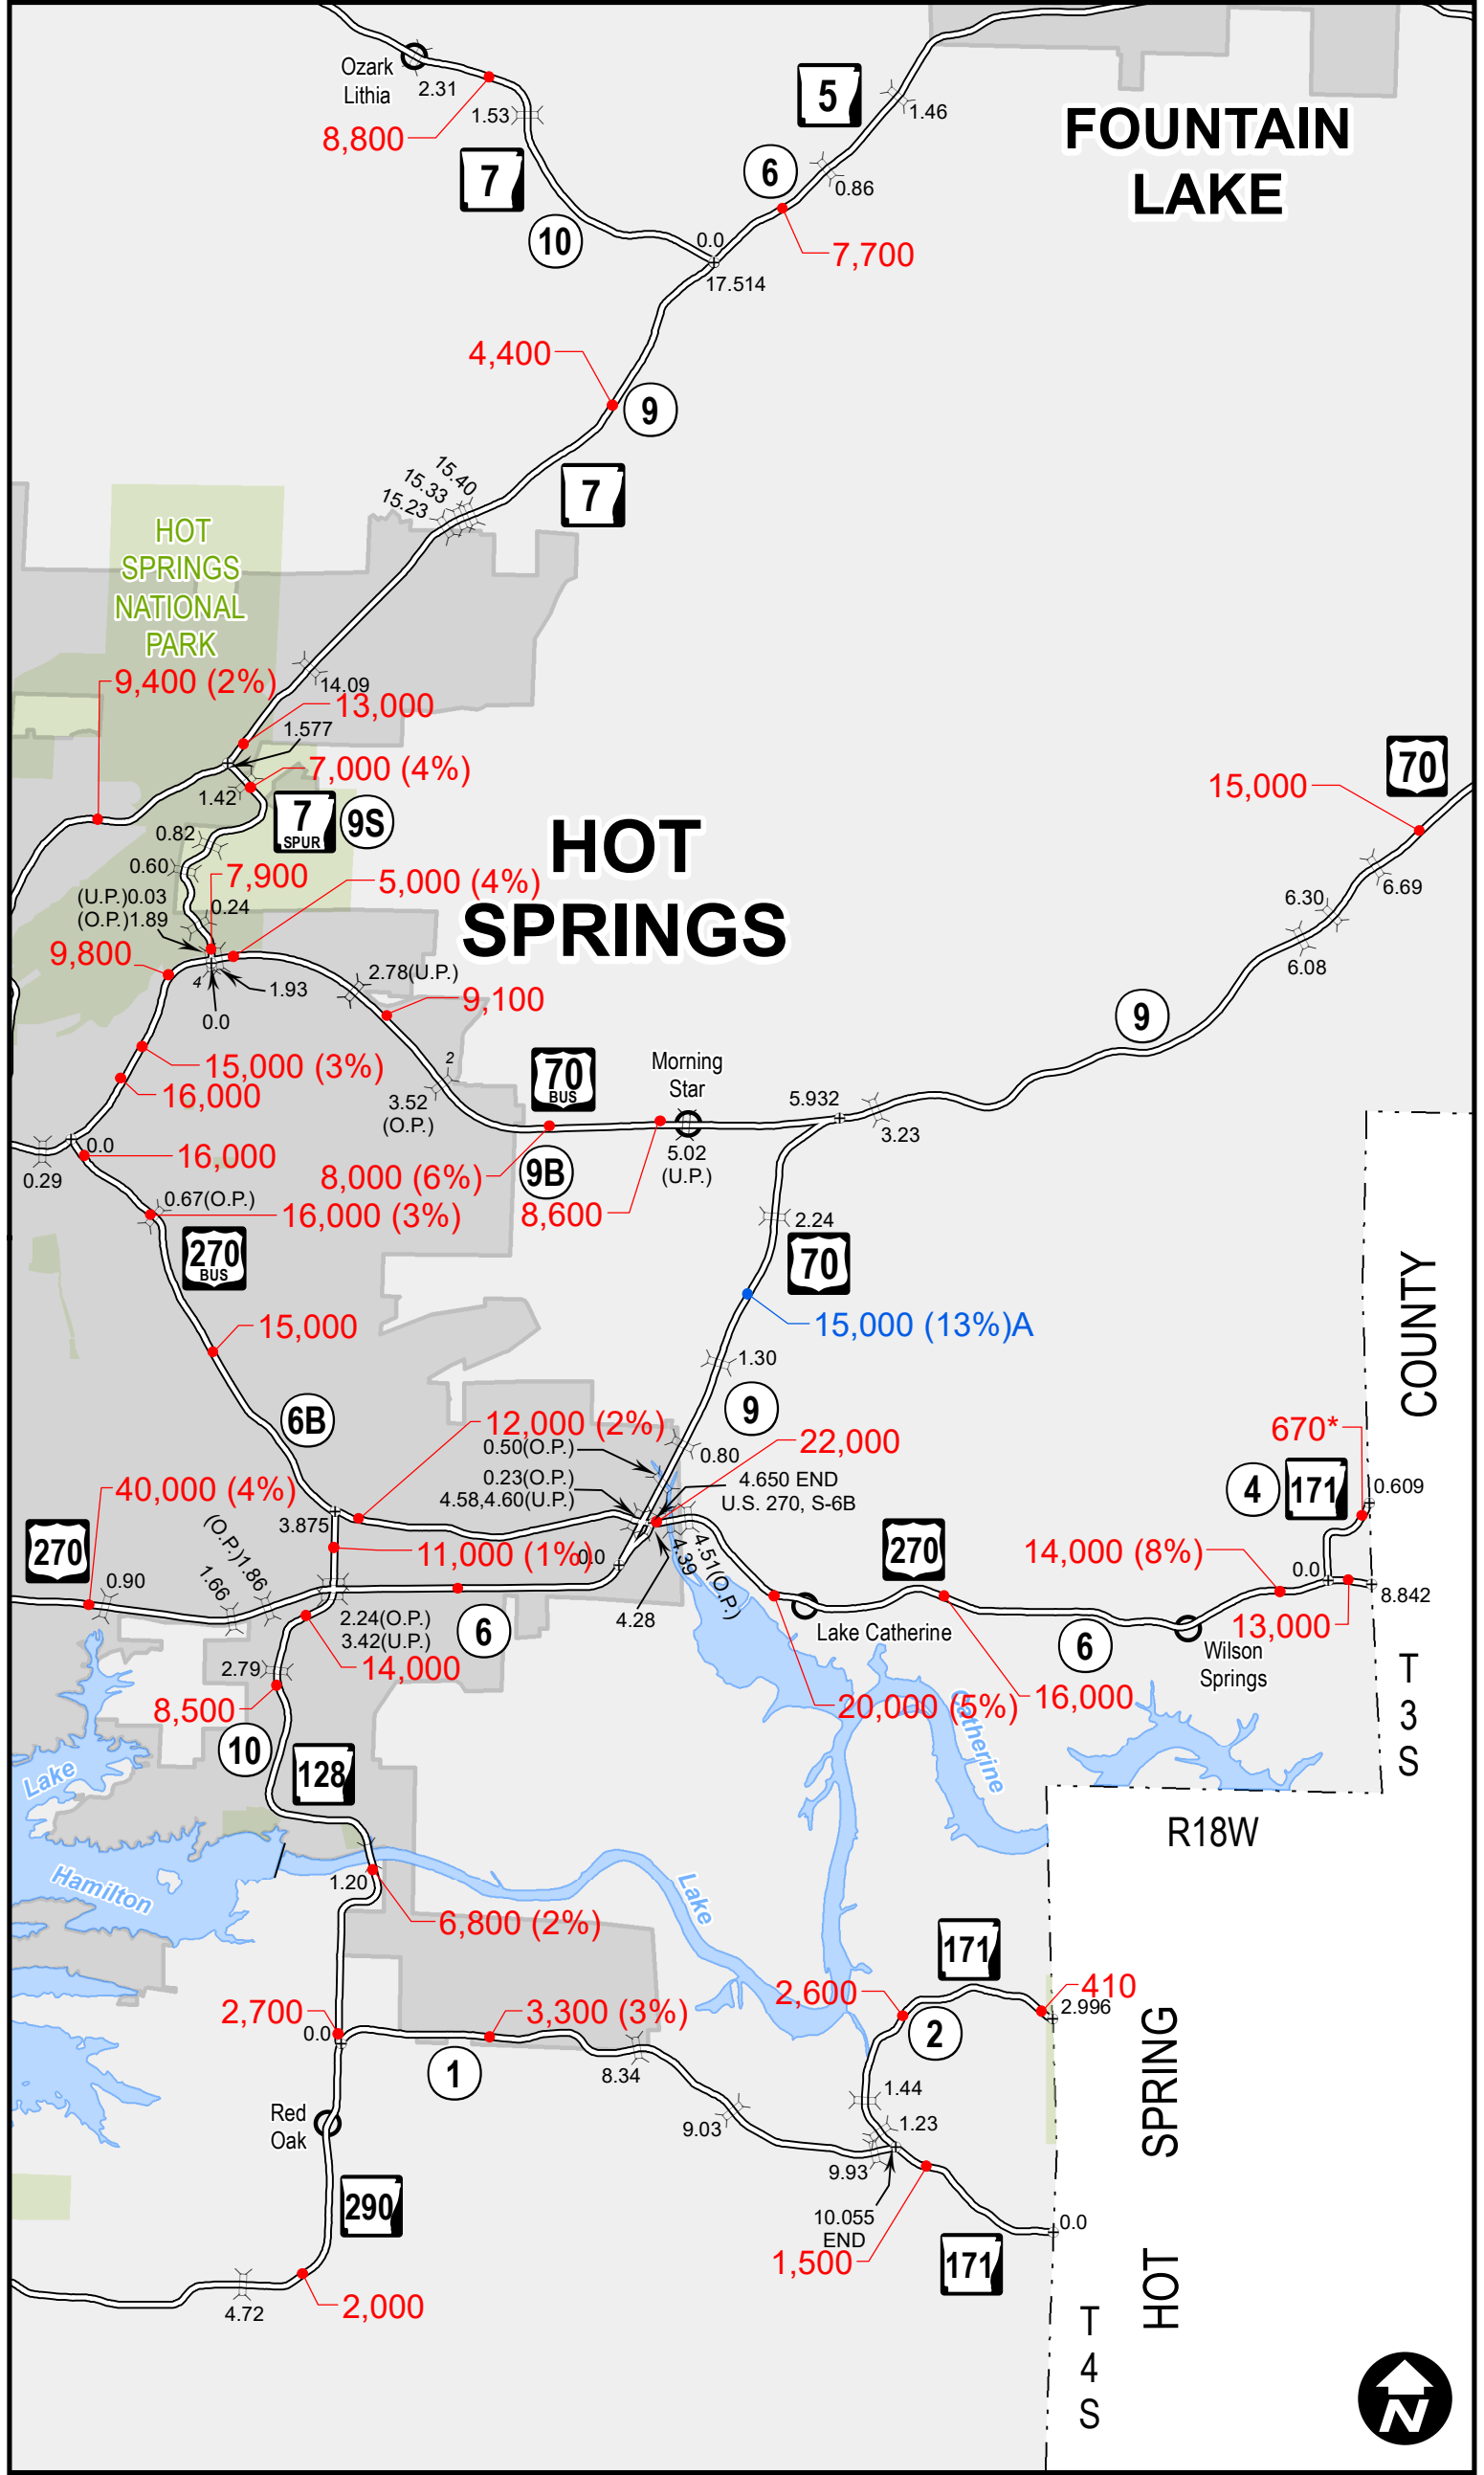 Ozark
Lithia
2.31
1.53
8,800
7
10
5
1.46
6
0.86
7,700
FOUNTAIN
LAKE
0.0
17.514
4,400
9
7
15.40
15.33
15.23
HOT
SPRINGS
NATIONAL
PARK
9,400 (2%)
14.09
13,000
1.577
7,000 (4%)
1.42
7
SPUR
9S
0.82
0.60
7,900
5,000 (4%)
(U.P.)0.03
(O.P.)1.89
0.24
9,800
4
1.93
0.0
HOT
SPRINGS
2.78(U.P.)
9,100
15,000
70
6.69
6.30
6.08
9
15,000 (3%)
16,000
2
3.52
(O.P.)
70
BUS
Morning
Star
5.932
3.23
0.0
0.29
16,000
0.67(O.P.)
16,000 (3%)
8,000 (6%)
9B
8,600
5.02
(U.P.)
2.24
70
270
BUS
15,000
15,000 (13%)A
1.30
9
6B
12,000 (2%)
0.50(O.P.)
0.80
22,000
0.23(O.P.)
4.58,4.60(U.P.)
4.650 END
U.S. 270, S-6B
COUNTY
670*
4
171
0.609
40,000 (4%)
3.875
270
0.90
(O.P.)1.86
1.66
11,000 (1%)
0.0
4.39
4.51(O.P.)
270
14,000 (8%)
0.0
8.842
13,000
2.24(O.P.)
3.42(U.P.)
6
4.28
Lake Catherine
6
Wilson
Springs
2.79
14,000
8,500
10
128
20,000 (5%)
16,000
Catherine
T
3
S
R18W
Lake
Hamilton
1.20
6,800 (2%)
Lake
171
2,600
410
2.996
2,700
0.0
3,300 (3%)
2
1
8.34
1.44
1.23
Red
Oak
9.03
9.93
290
10.055
END
1,500
0.0
171
SPRING
HOT
4.72
2,000
T
4
S
N